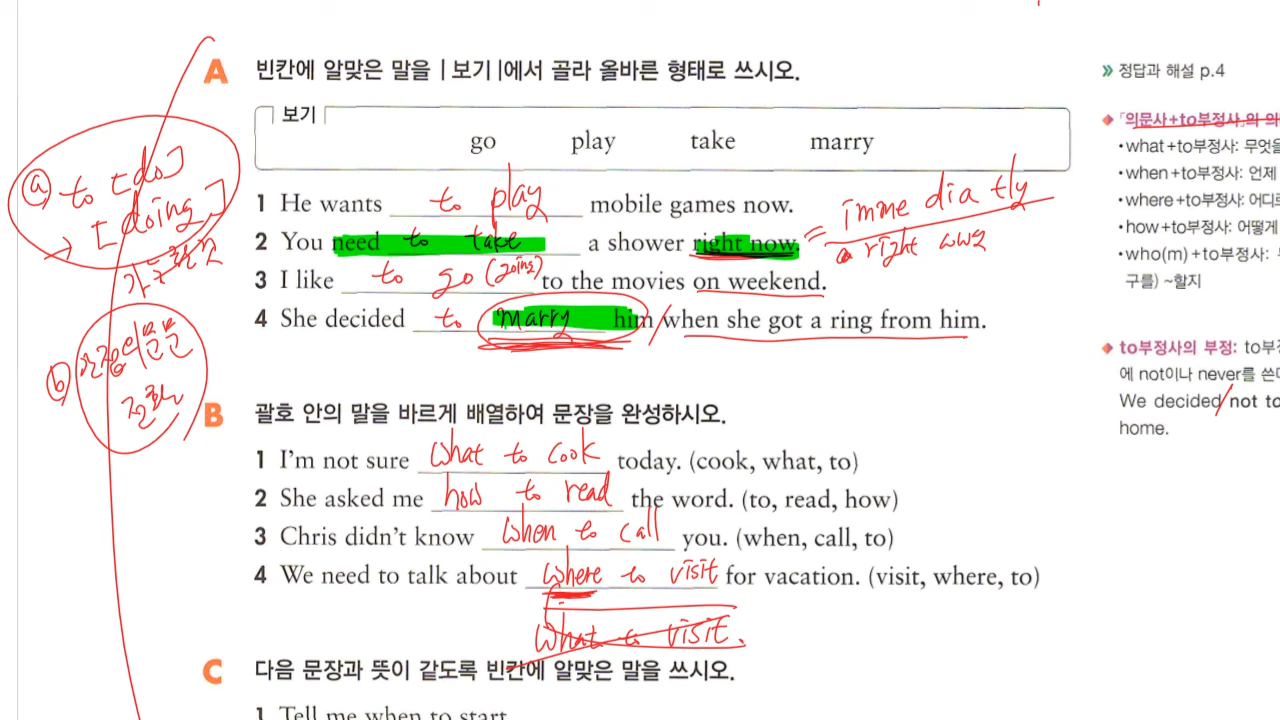 A 빈칸에 알맞은 말을 | 보기 |에서 골라 올바른 형태로 쓰시오.
보기
go play take marry
1 He wants to play mobile games now.
2 You need to take a shower right now. = imme dia tly
right away
3 I like to go (going) to the movies on weekend.
4 She decided to marry him / when she got a ring from him.
ⓐ to [do]
→ [doing]
ⓑ
B 괄호 안의 말을 바르게 배열하여 문장을 완성하시오.
1 I'm not sure what to cook today. (cook, what, to)
2 She asked me how to read the word. (to, read, how)
3 Chris didn't know when to call you. (when, call, to)
4 We need to talk about where to visit for vacation. (visit, where, to)
what to visit.
C 다음 문장과 뜻이 같도록 빈칸에 알맞은 말을 쓰시오.
1 Tell me when to start
» 정답과 해설 p.4
「의문사+to부정사」의 의
•what+to부정사: 무엇을
•when+to부정사: 언제
•where+to부정사: 어디
•how+to부정사: 어떻게
•who(m)+to부정사:
구를) ~할지
to부정사의 부정: to부정
에 not이나 never를 쓴
We decided / not to
home.